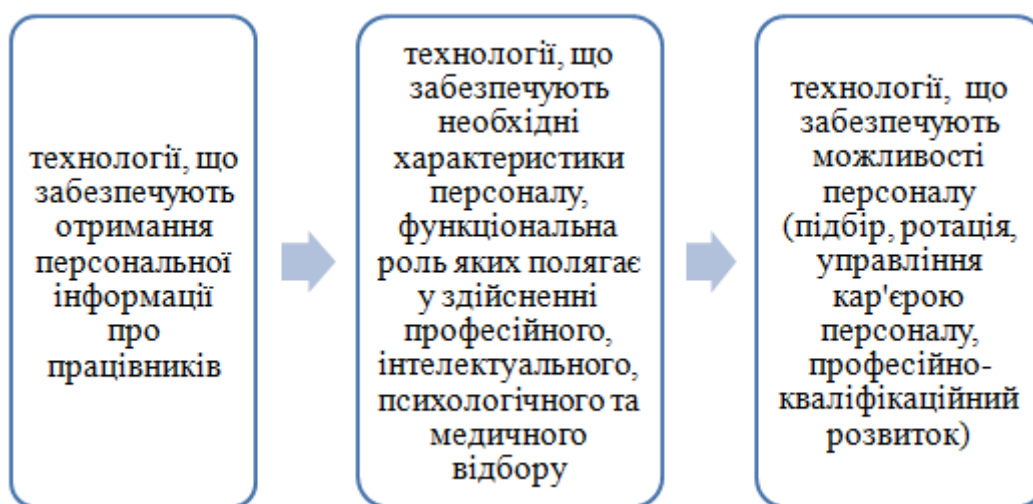 технології, що
забезпечують
отримання
персональної
інформації
про
працівників
технології, що
забезпечують
необхідні
характеристики
персоналу,
функціональна
роль яких полягає
у здійсненні
професійного,
інтелектуального,
психологічного та
медичного
відбору
технології, що
забезпечують
можливості
персоналу
(підбір, ротація,
управління
кар'єрою
персоналу,
професійно-
кваліфікаційний
розвиток)